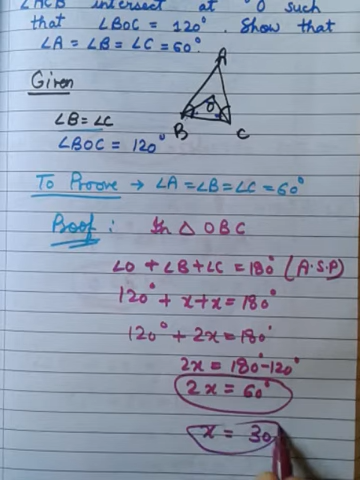 ∠ACB intersect at 'O' such
that ∠BOC = 120°. Show that
∠A = ∠B = ∠C = 60°.
Given
A
O
B
C
∠B = ∠C
∠BOC = 120°
To Prove → ∠A = ∠B = ∠C = 60°
Proof : In △ OBC
∠O + ∠B + ∠C = 180° (A.S.P)
120° + x + x = 180°
120° + 2x = 180°
2x = 180° - 120°
2x = 60°
x = 30